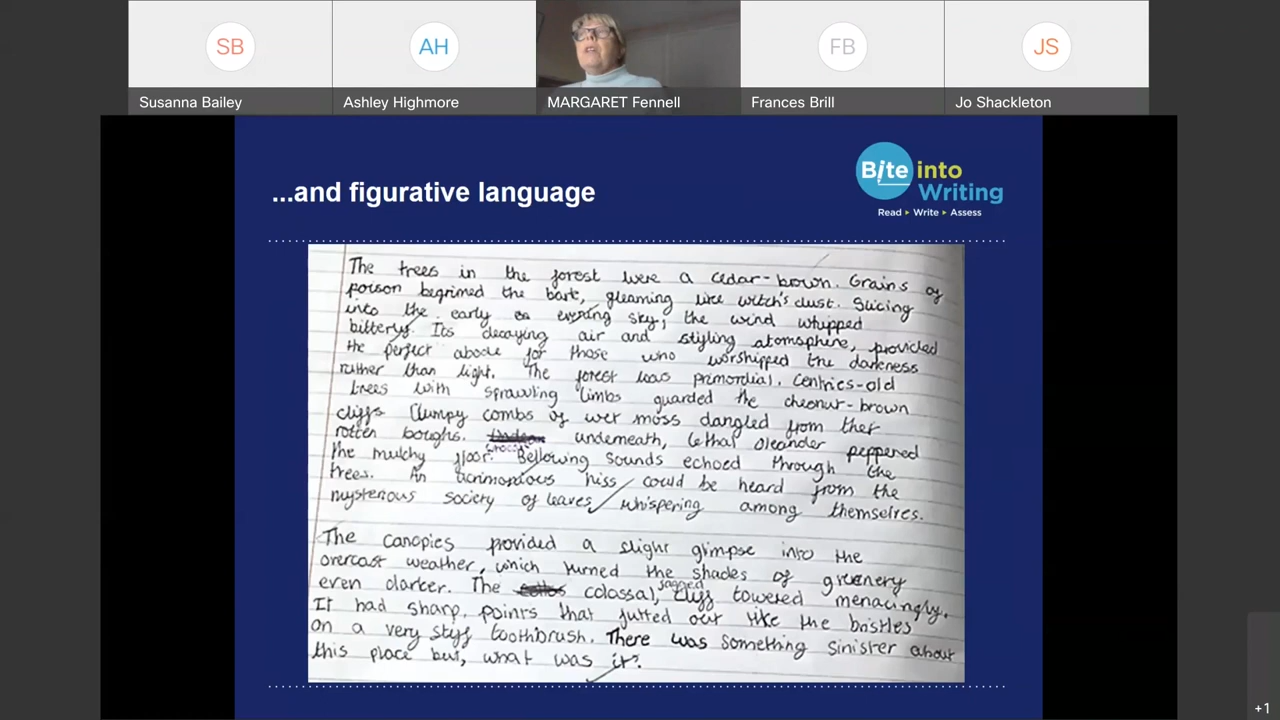 SB
AH
FB
JS
Susanna Bailey
Ashley Highmore
MARGARET Fennell
Frances Brill
Jo Shackleton
...and figurative language
Bite into
Writing
Read ▸ Write ▸ Assess
The trees in the forest were a cedar-brown. Grains of
poison begrimed the bark, gleaming like witch's dust. Slicing
into the early evening sky, the wind whipped
bitterly. Its decaying air and styling atomasphere, provided
the perfect abode for those who worshipped the darkness
ruther than light. The forest was primordial. Centries-old
trees with sprawling limbs guarded the chesnut-brown
cliffs Clumpy combs of wet moss dangled from ther
rotten boughs. underneath, lethal oleander peppered
the mulchy floor. Bellowing sounds echoed through the
trees. An acrimonious hiss could be heard from the
mysterious society of leaves whispering among themselves.
The canopies provided a slight glimpse into the
overcast weather, which turned the shades of greenery
even darker. The colossal, jagged cliff towered menacingly.
It had sharp, points that jutted out like the bristles
on a very stiff toothbrush. There was something sinister about
this place but, what was it?
+1